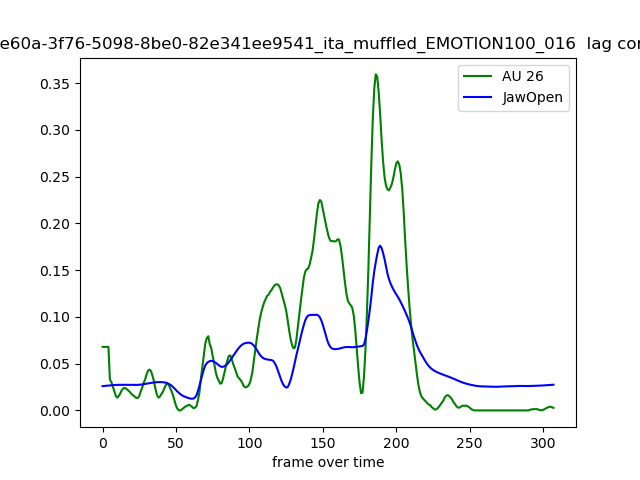 e60a-3f76-5098-8be0-82e341ee9541_ita_muffled_EMOTION100_016 lag
AU 26
JawOpen
0.35
0.30
0.25
0.20
0.15
0.10
0.05
0.00
0 50 100 150 200 250 300
frame over time